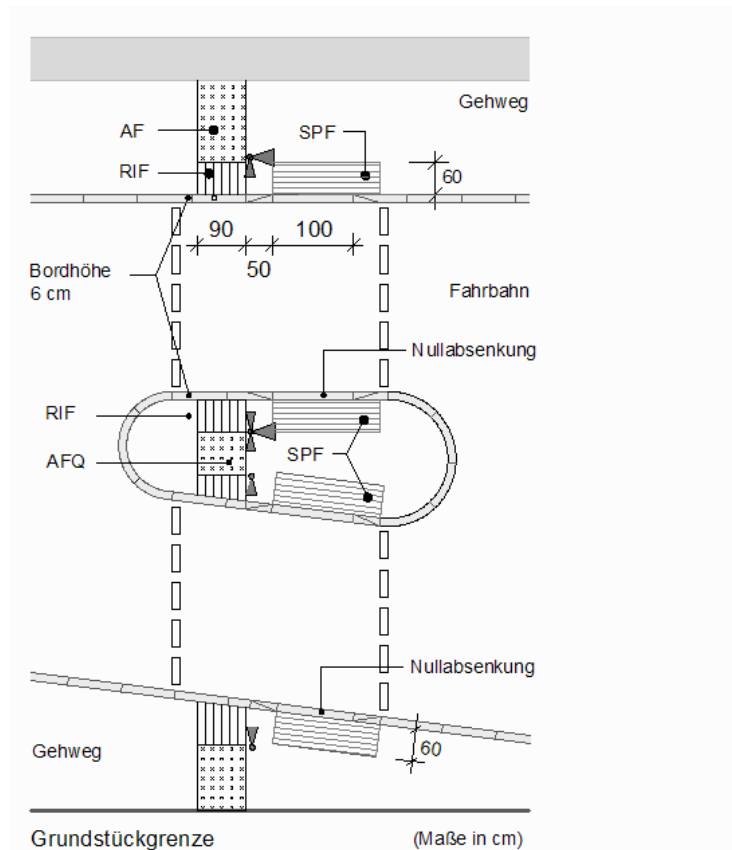 Gehweg
AF
SPF
RIF
60
90
100
50
Bordhöhe
6 cm
Fahrbahn
Nullabsenkung
RIF
AFQ
SPF
Nullabsenkung
Gehweg
60
Grundstückgrenze
(Maße in cm)